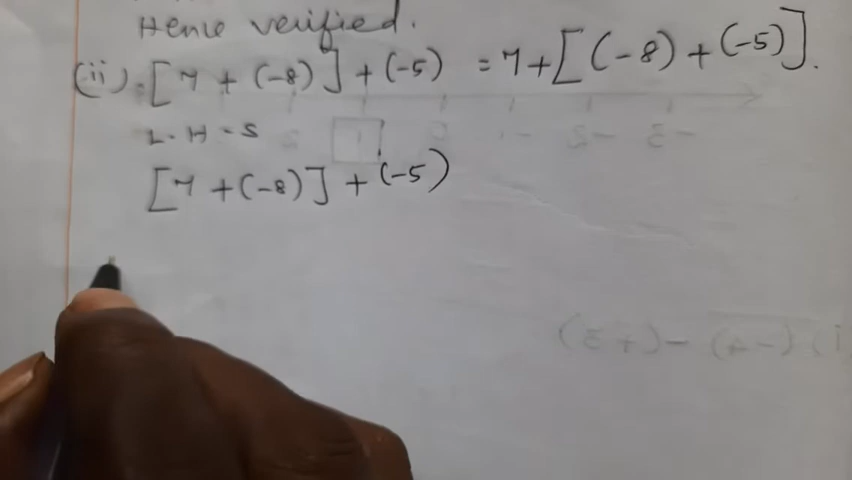 Hence verified.
(ii). [7 + (-8)] + (-5) = 7 + [(-8) + (-5)].
L.H.S
[7 + (-8)] + (-5)